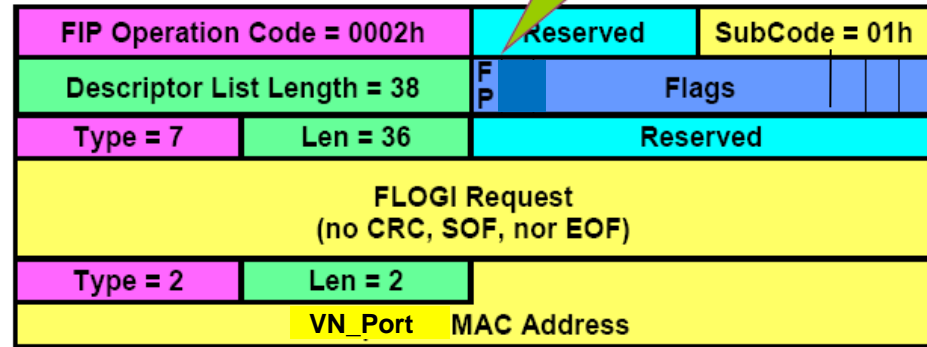 FIP Operation Code = 0002h Reserved SubCode = 01h
Descriptor List Length = 38 F P Flags
Type = 7 Len = 36 Reserved
FLOGI Request
(no CRC, SOF, nor EOF)
Type = 2 Len = 2
VN_Port MAC Address